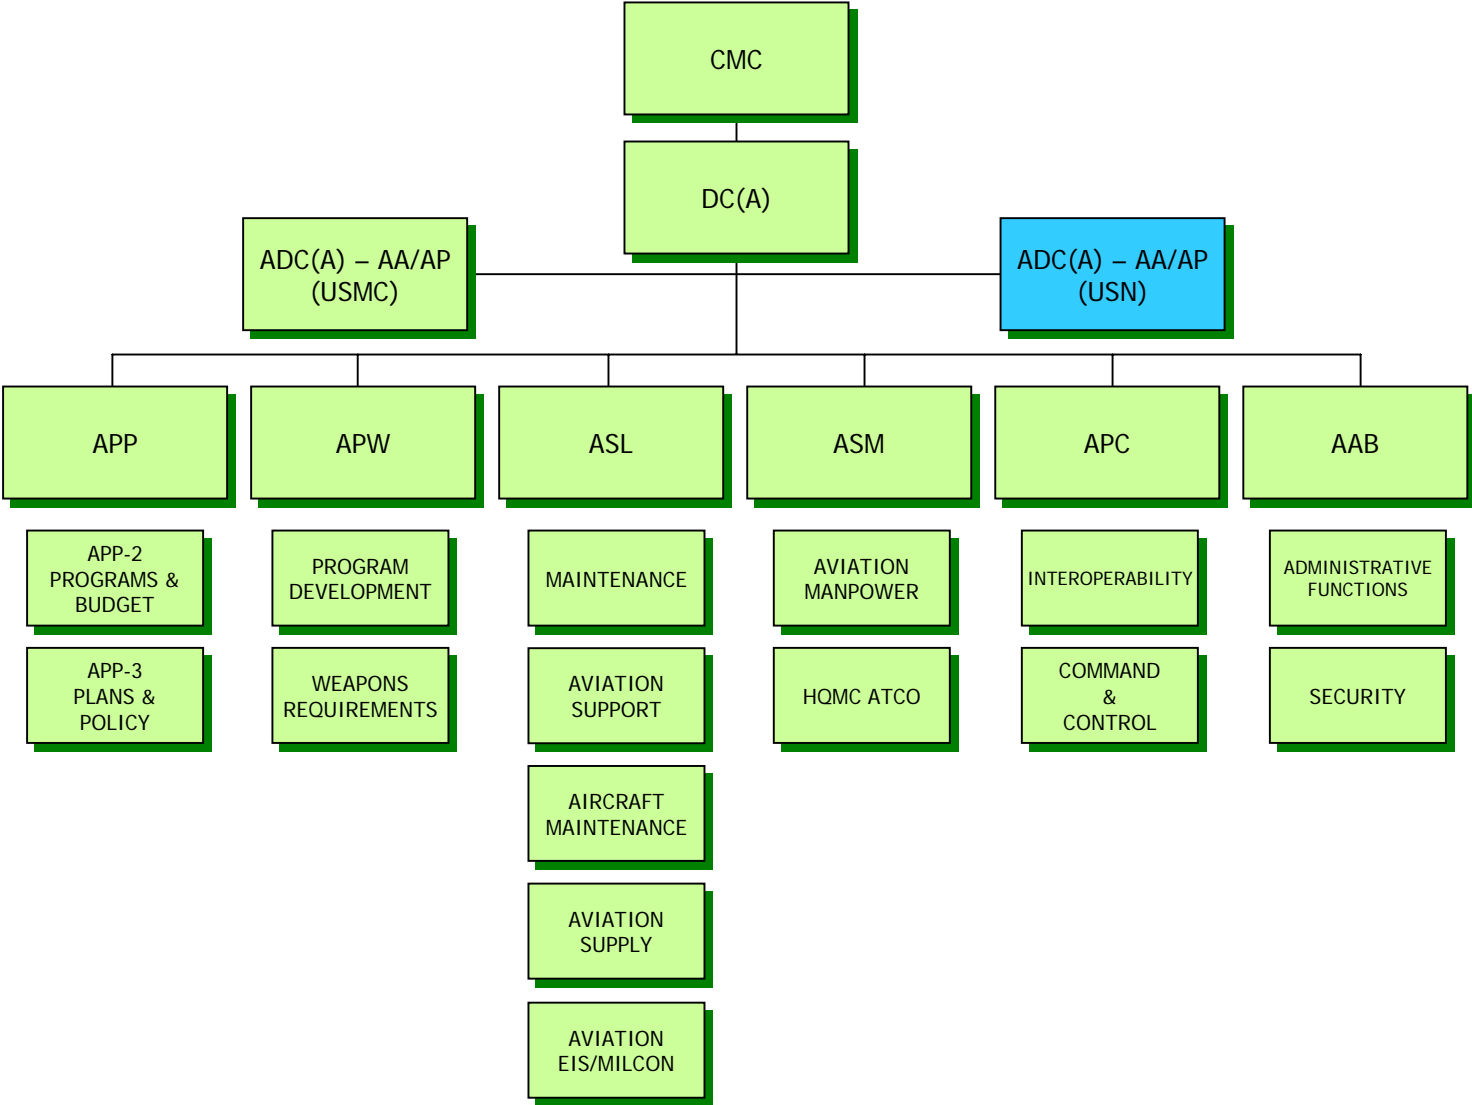 CMC
DC(A)
ADC(A) – AA/AP
(USMC)
ADC(A) – AA/AP
(USN)
APP
APW
ASL
ASM
APC
AAB
APP-2
PROGRAMS &
BUDGET
PROGRAM
DEVELOPMENT
MAINTENANCE
AVIATION
MANPOWER
INTEROPERABILITY
ADMINISTRATIVE
FUNCTIONS
APP-3
PLANS &
POLICY
WEAPONS
REQUIREMENTS
AVIATION
SUPPORT
HQMC ATCO
COMMAND
&
CONTROL
SECURITY
AIRCRAFT
MAINTENANCE
AVIATION
SUPPLY
AVIATION
EIS/MILCON